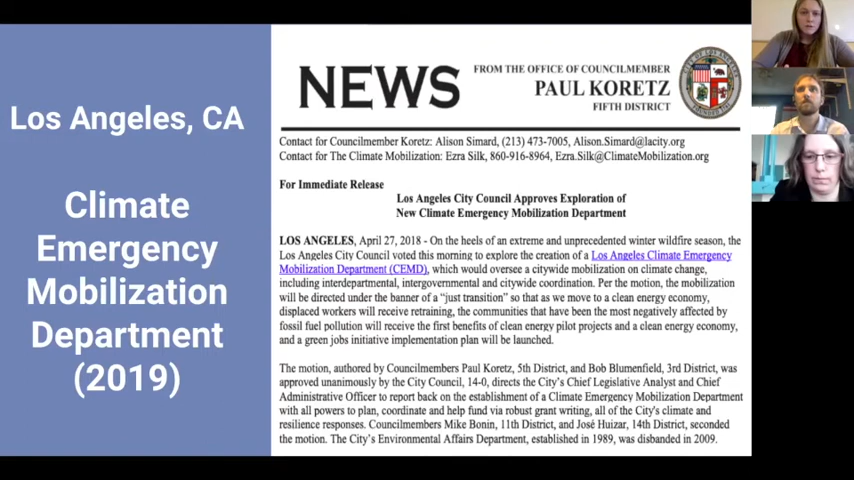 Los Angeles, CA
Climate
Emergency
Mobilization
Department
(2019)
NEWS
FROM THE OFFICE OF COUNCILMEMBER
PAUL KORETZ
FIFTH DISTRICT
Contact for Councilmember Koretz: Alison Simard, (213) 473-7005, Alison.Simard@lacity.org
Contact for The Climate Mobilization: Ezra Silk, 860-916-8964, Ezra.Silk@ClimateMobilization.org
For Immediate Release
Los Angeles City Council Approves Exploration of
New Climate Emergency Mobilization Department
LOS ANGELES, April 27, 2018 - On the heels of an extreme and unprecedented winter wildfire season, the
Los Angeles City Council voted this morning to explore the creation of a Los Angeles Climate Emergency
Mobilization Department (CEMD), which would oversee a citywide mobilization on climate change,
including interdepartmental, intergovernmental and citywide coordination. Per the motion, the mobilization
will be directed under the banner of a “just transition” so that as we move to a clean energy economy,
displaced workers will receive retraining, the communities that have been the most negatively affected by
fossil fuel pollution will receive the first benefits of clean energy pilot projects and a clean energy economy,
and a green jobs initiative implementation plan will be launched.
The motion, authored by Councilmembers Paul Koretz, 5th District, and Bob Blumenfield, 3rd District, was
approved unanimously by the City Council, 14-0, directs the City's Chief Legislative Analyst and Chief
Administrative Officer to report back on the establishment of a Climate Emergency Mobilization Department
with all powers to plan, coordinate and help fund via robust grant writing, all of the City's climate and
resilience responses. Councilmembers Mike Bonin, 11th District, and José Huizar, 14th District, seconded
the motion. The City's Environmental Affairs Department, established in 1989, was disbanded in 2009.